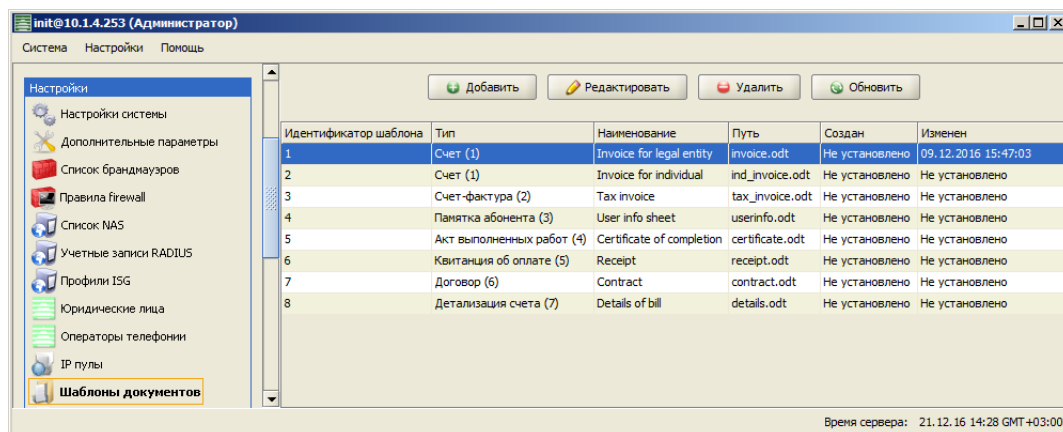 init@10.1.4.253 (Администратор)
Система Настройки Помощь
Настройки
Настройки системы
Дополнительные параметры
Список брандмауэров
Правила firewall
Список NAS
Учетные записи RADIUS
Профили ISG
Юридические лица
Операторы телефонии
IP пулы
Шаблоны документов
Добавить Редактировать Удалить Обновить
Идентификатор шаблона Тип Наименование Путь Создан Изменен
1 Счет (1) Invoice for legal entity invoice.odt Не установлено 09.12.2016 15:47:03
2 Счет (1) Invoice for individual ind_invoice.odt Не установлено Не установлено
3 Счет-фактура (2) Tax invoice tax_invoice.odt Не установлено Не установлено
4 Памятка абонента (3) User info sheet userinfo.odt Не установлено Не установлено
5 Акт выполненных работ (4) Certificate of completion certificate.odt Не установлено Не установлено
6 Квитанция об оплате (5) Receipt receipt.odt Не установлено Не установлено
7 Договор (6) Contract contract.odt Не установлено Не установлено
8 Детализация счета (7) Details of bill details.odt Не установлено Не установлено
Время сервера: 21.12.16 14:28 GMT+03:00